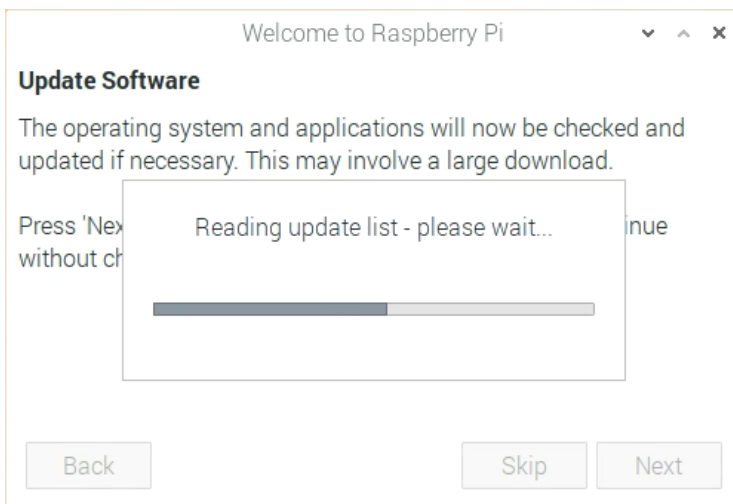 Welcome to Raspberry Pi
Update Software
The operating system and applications will now be checked and
updated if necessary. This may involve a large download.
Press 'Nex
Reading update list - please wait...
inue
without ch
Back
Skip
Next